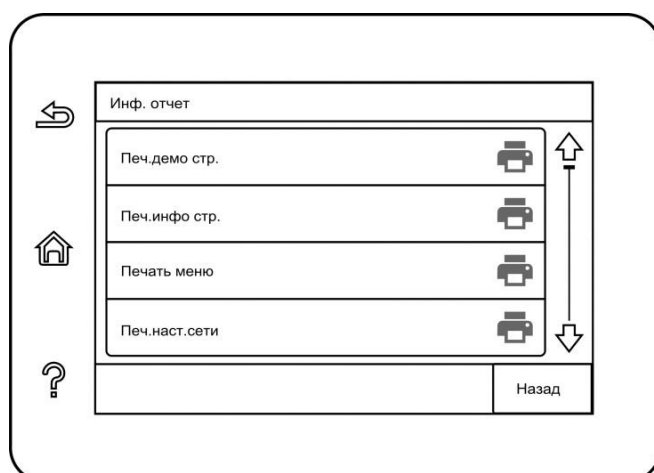 Инф. отчет
Печ.демо стр.
Печ.инфо стр.
Печать меню
Печ.наст.сети
Назад